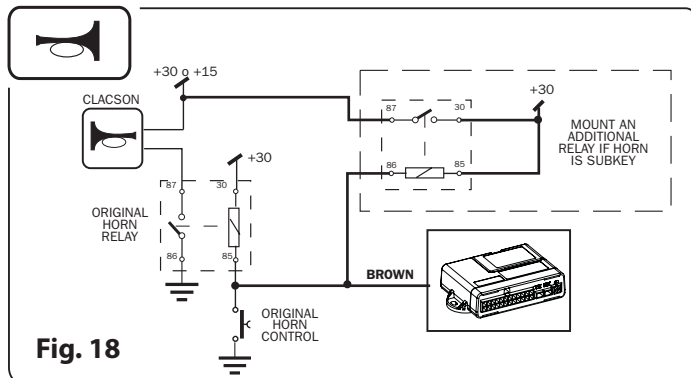 +30 o +15
CLACSON
87
30
+30
MOUNT AN
ADDITIONAL
RELAY IF HORN
IS SUBKEY
86
85
+30
87
30
ORIGINAL
HORN
RELAY
86
85
BROWN
ORIGINAL
HORN
CONTROL
Fig. 18